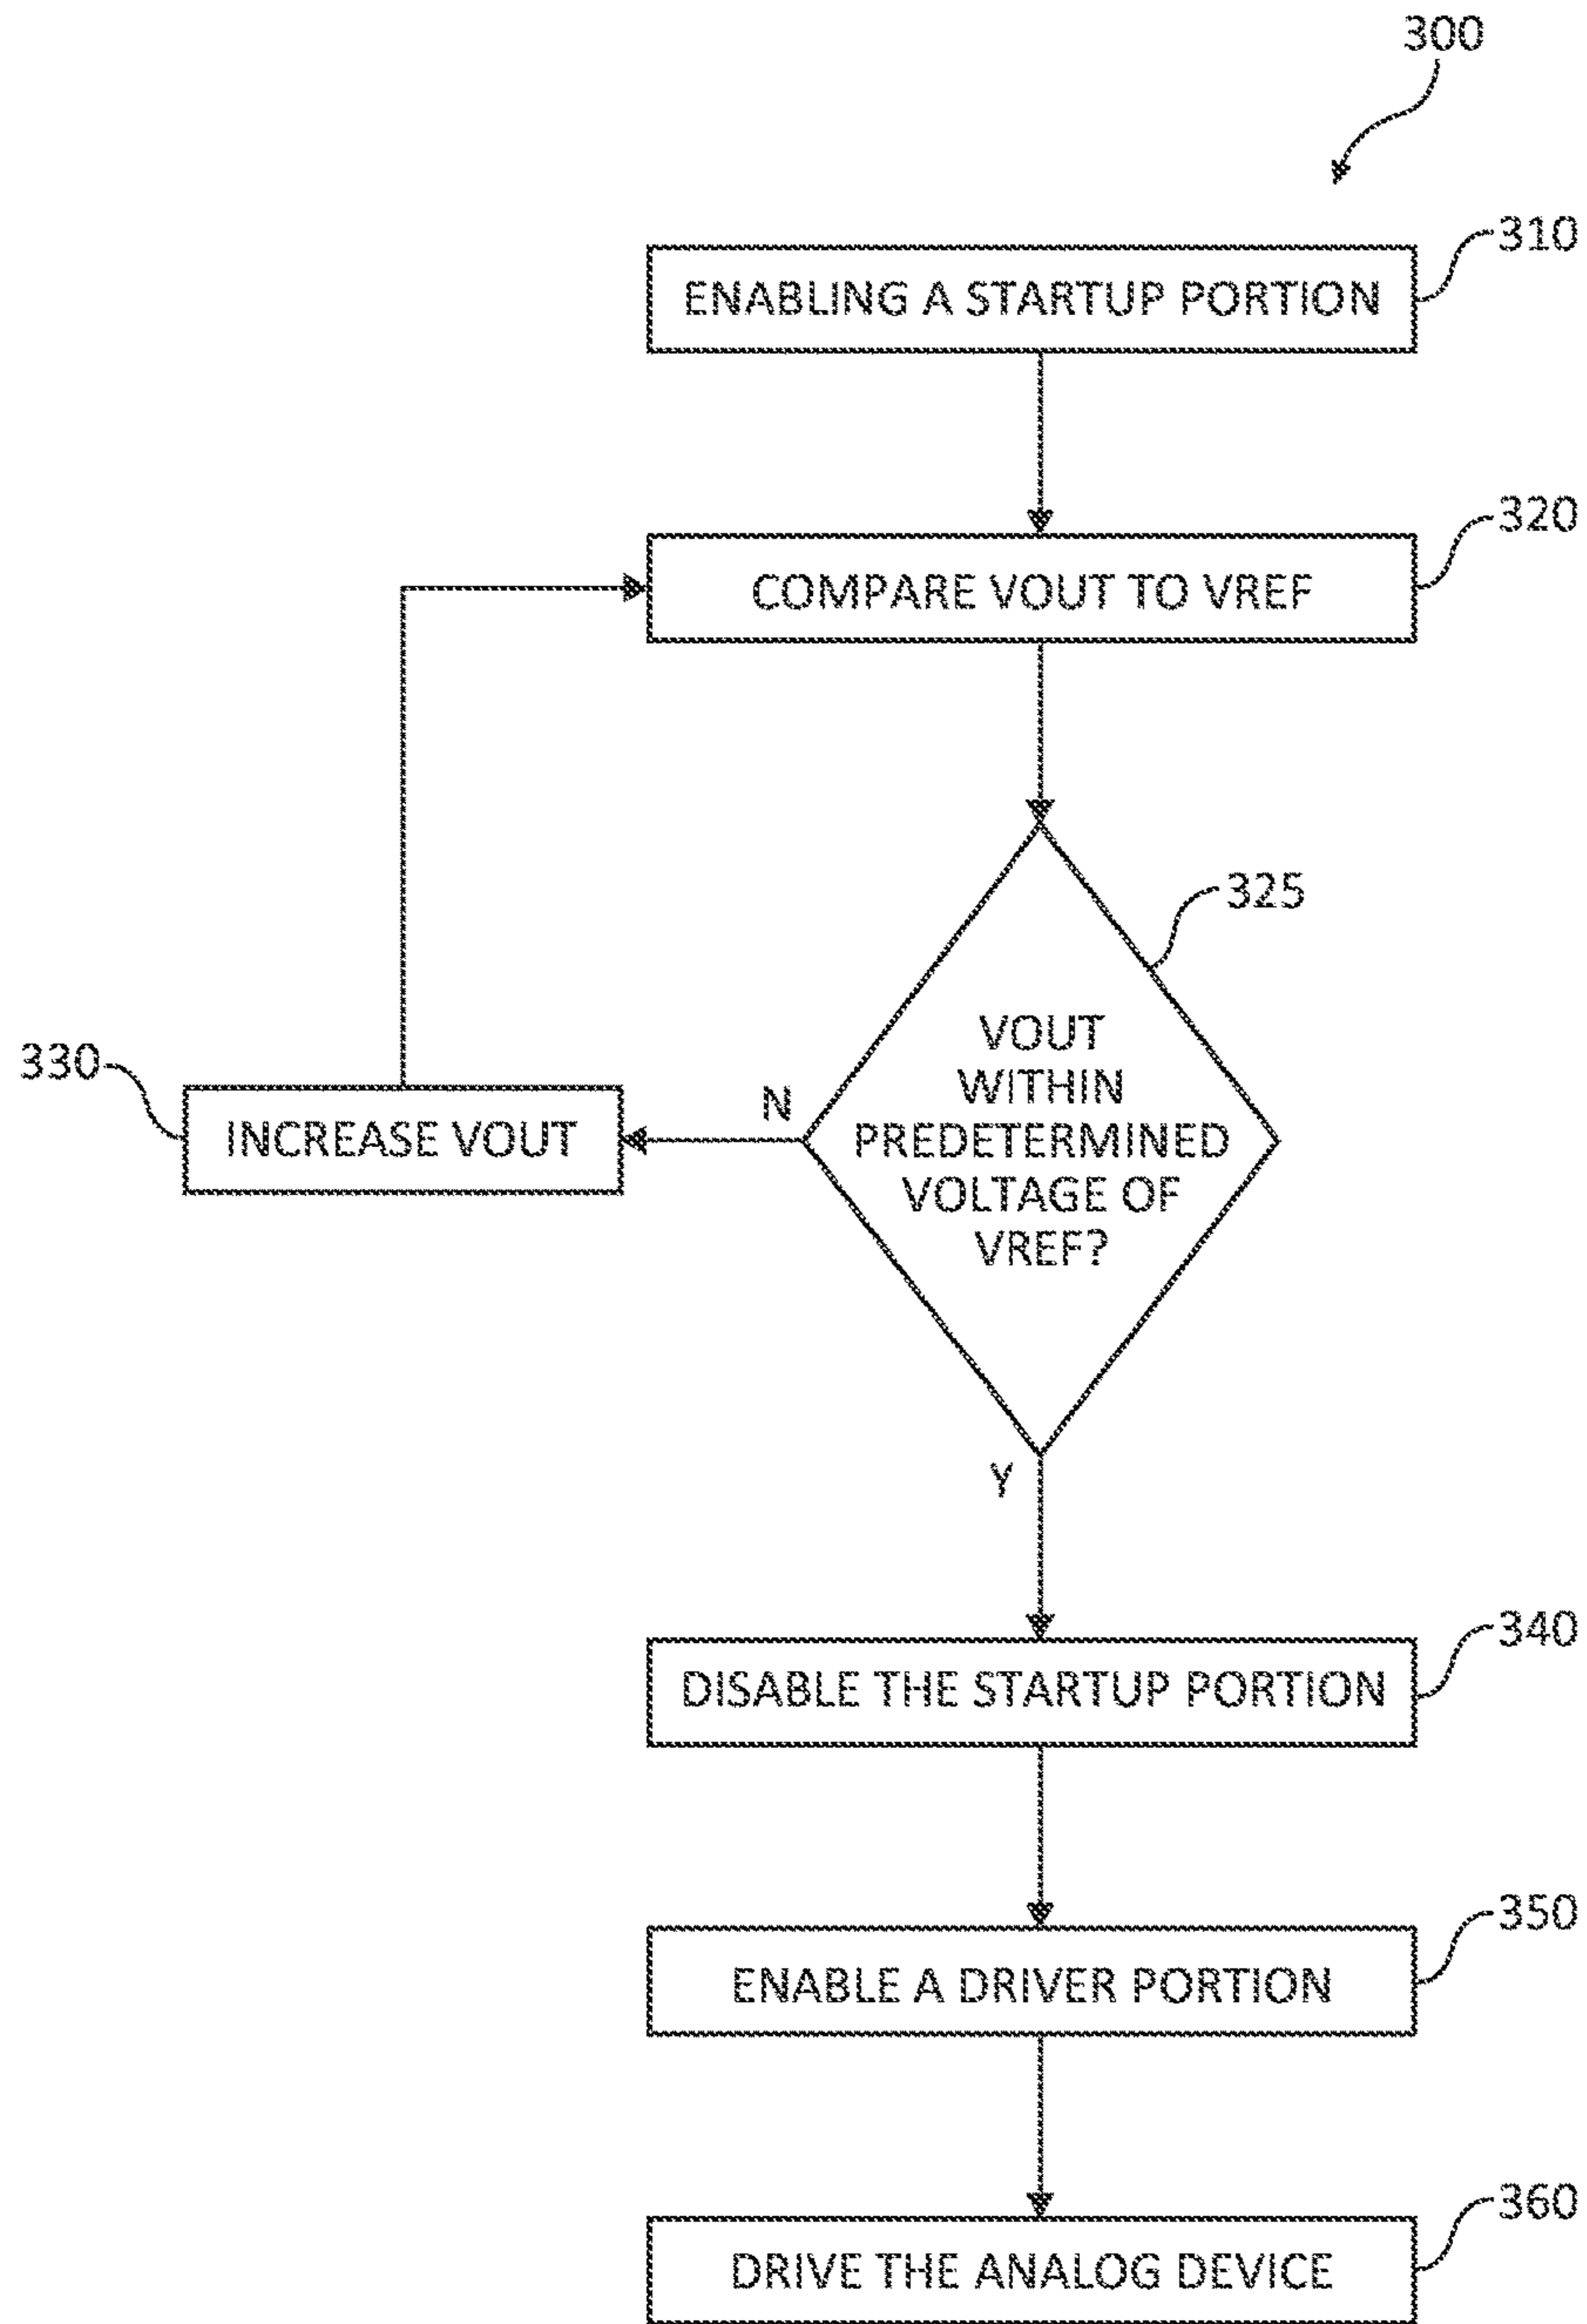 300
ENABLING A STARTUP PORTION
310
COMPARE VOUT TO VREF
320
325
VOUT
WITHIN
PREDETERMINED
VOLTAGE OF
VREF?
N
330
INCREASE VOUT
Y
DISABLE THE STARTUP PORTION
340
ENABLE A DRIVER PORTION
350
DRIVE THE ANALOG DEVICE
360